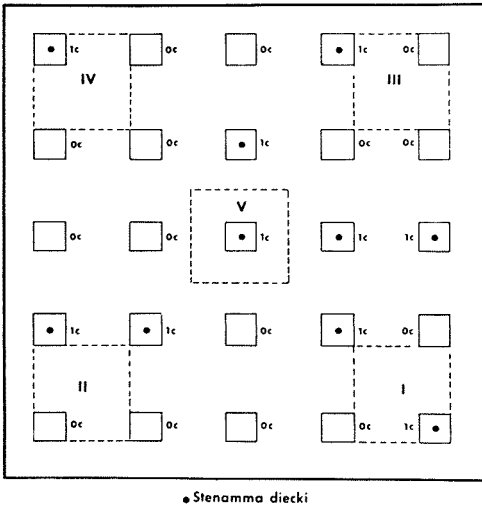 1c 0c 0c 1c 0c
IV III
0c 0c 1c 0c 0c
V
0c 0c 1c 1c 1c
1c 1c 0c 1c 0c
II I
0c 0c 0c 0c 1c
Stenamma diecki